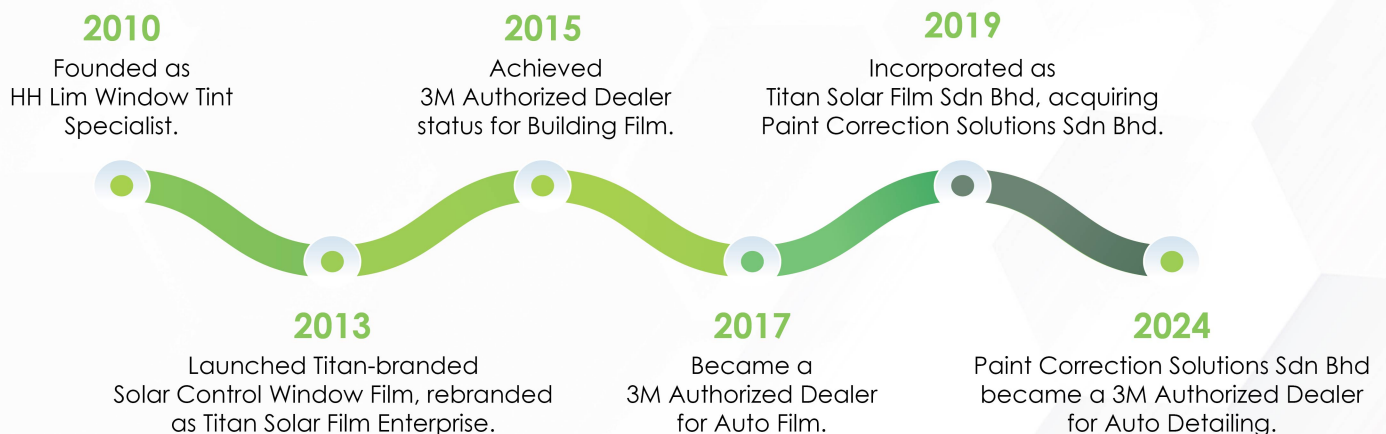 2010
Founded as
HH Lim Window Tint
Specialist.
2013
Launched Titan-branded
Solar Control Window Film, rebranded
as Titan Solar Film Enterprise.
2015
Achieved
3M Authorized Dealer
status for Building Film.
2017
Became a
3M Authorized Dealer
for Auto Film.
2019
Incorporated as
Titan Solar Film Sdn Bhd, acquiring
Paint Correction Solutions Sdn Bhd.
2024
Paint Correction Solutions Sdn Bhd
became a 3M Authorized Dealer
for Auto Detailing.